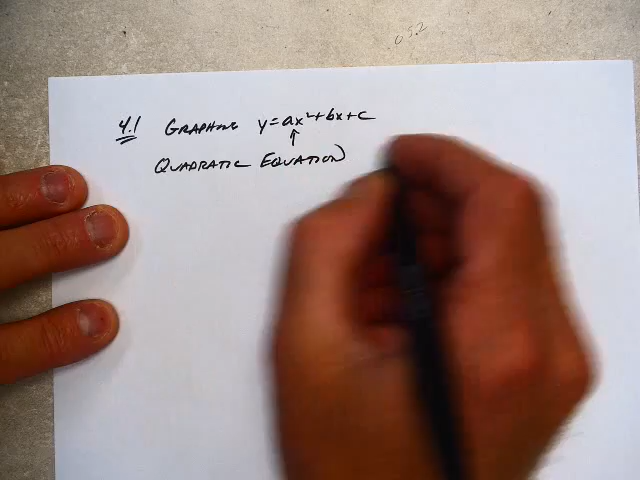 4.1 GRAPHING y=ax²+bx+c
↑
QUADRATIC EQUATION